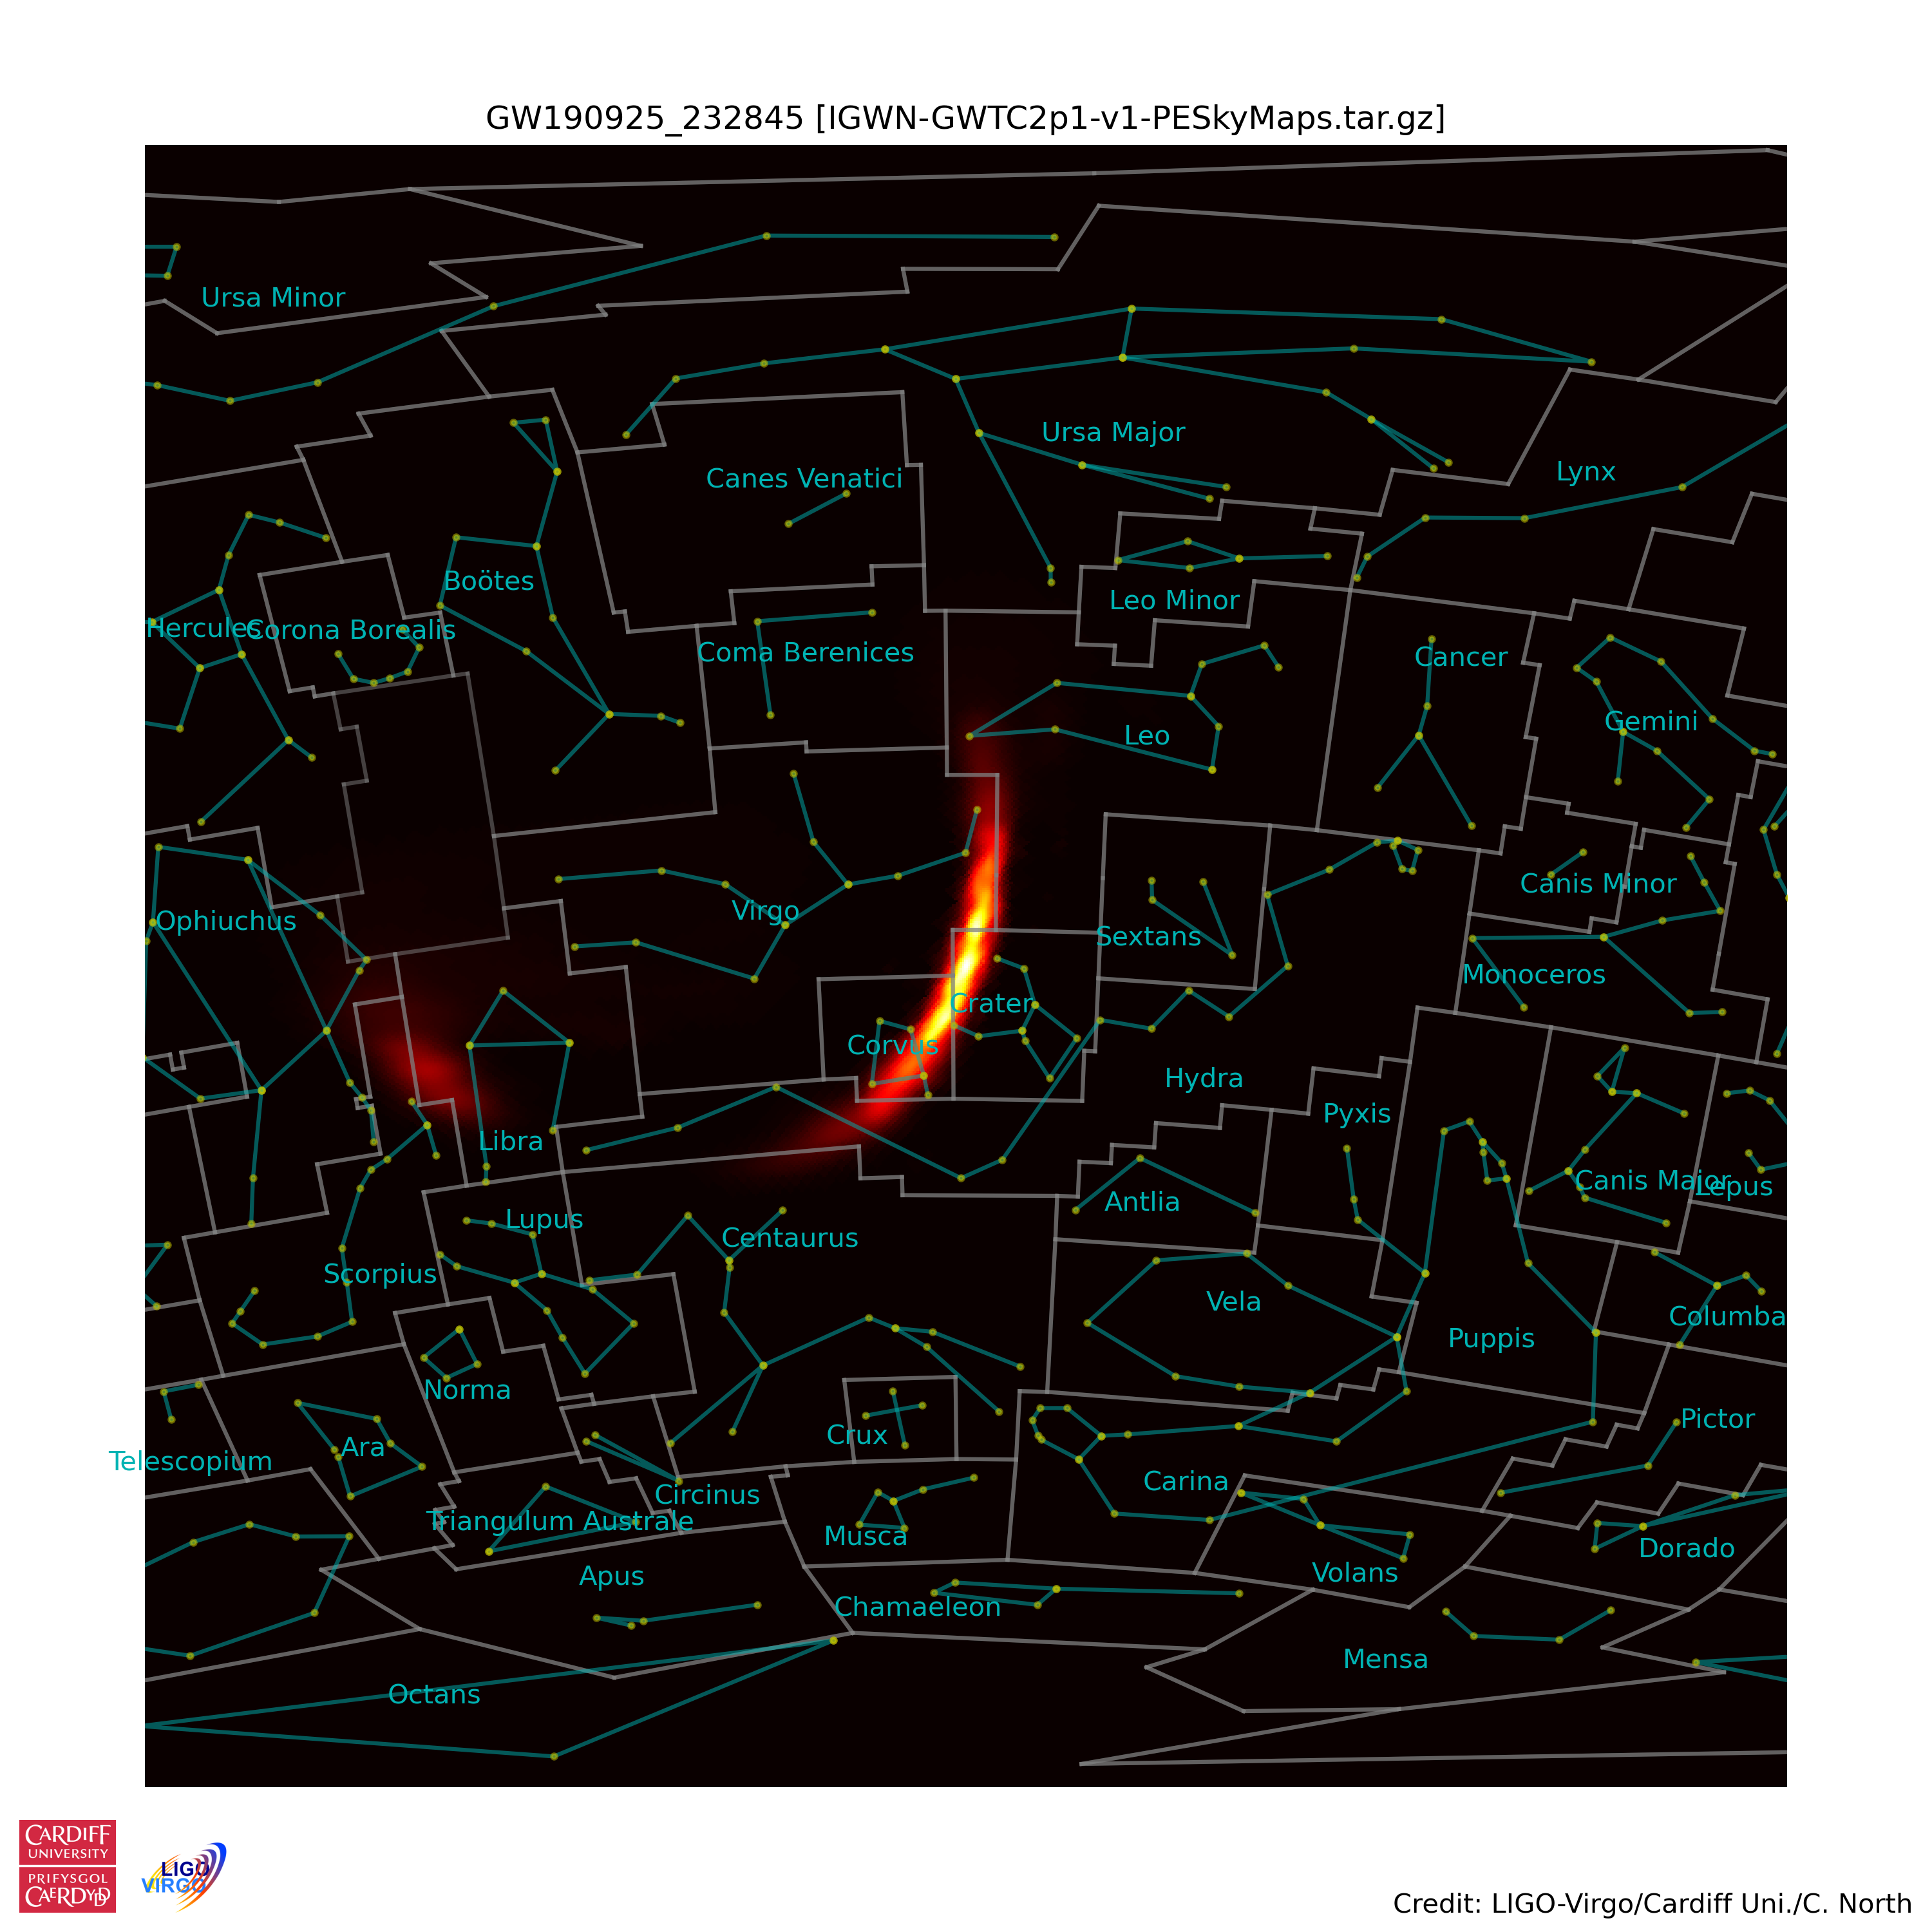 GW190925_232845 [IGWN-GWTC2p1-v1-PESkyMaps.tar.gz]
Ursa Minor
Ursa Major
Lynx
Canes Venatici
Boötes
Leo Minor
Hercules
Corona Borealis
Coma Berenices
Cancer
Gemini
Leo
Canis Minor
Virgo
Ophiuchus
Sextans
Monoceros
Crater
Corvus
Hydra
Pyxis
Libra
Canis Major
Lepus
Antlia
Lupus
Centaurus
Scorpius
Vela
Columba
Puppis
Norma
Pictor
Crux
Ara
Telescopium
Carina
Circinus
Triangulum Australe
Musca
Dorado
Volans
Apus
Chamaeleon
Mensa
Octans
CARDIFF
UNIVERSITY
PRIFYSGOL
CAERDYDD
LIGO
VIRGO
Credit: LIGO-Virgo/Cardiff Uni./C. North